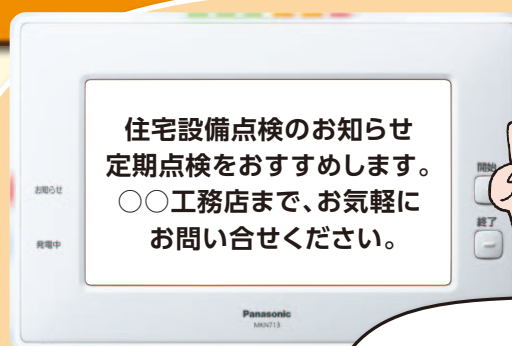 住宅設備点検のお知らせ
定期点検をおすすめします。
○○工務店まで、お気軽に
お問い合せください。
お知らせ
発電中
開始
終了
Panasonic
MKN713